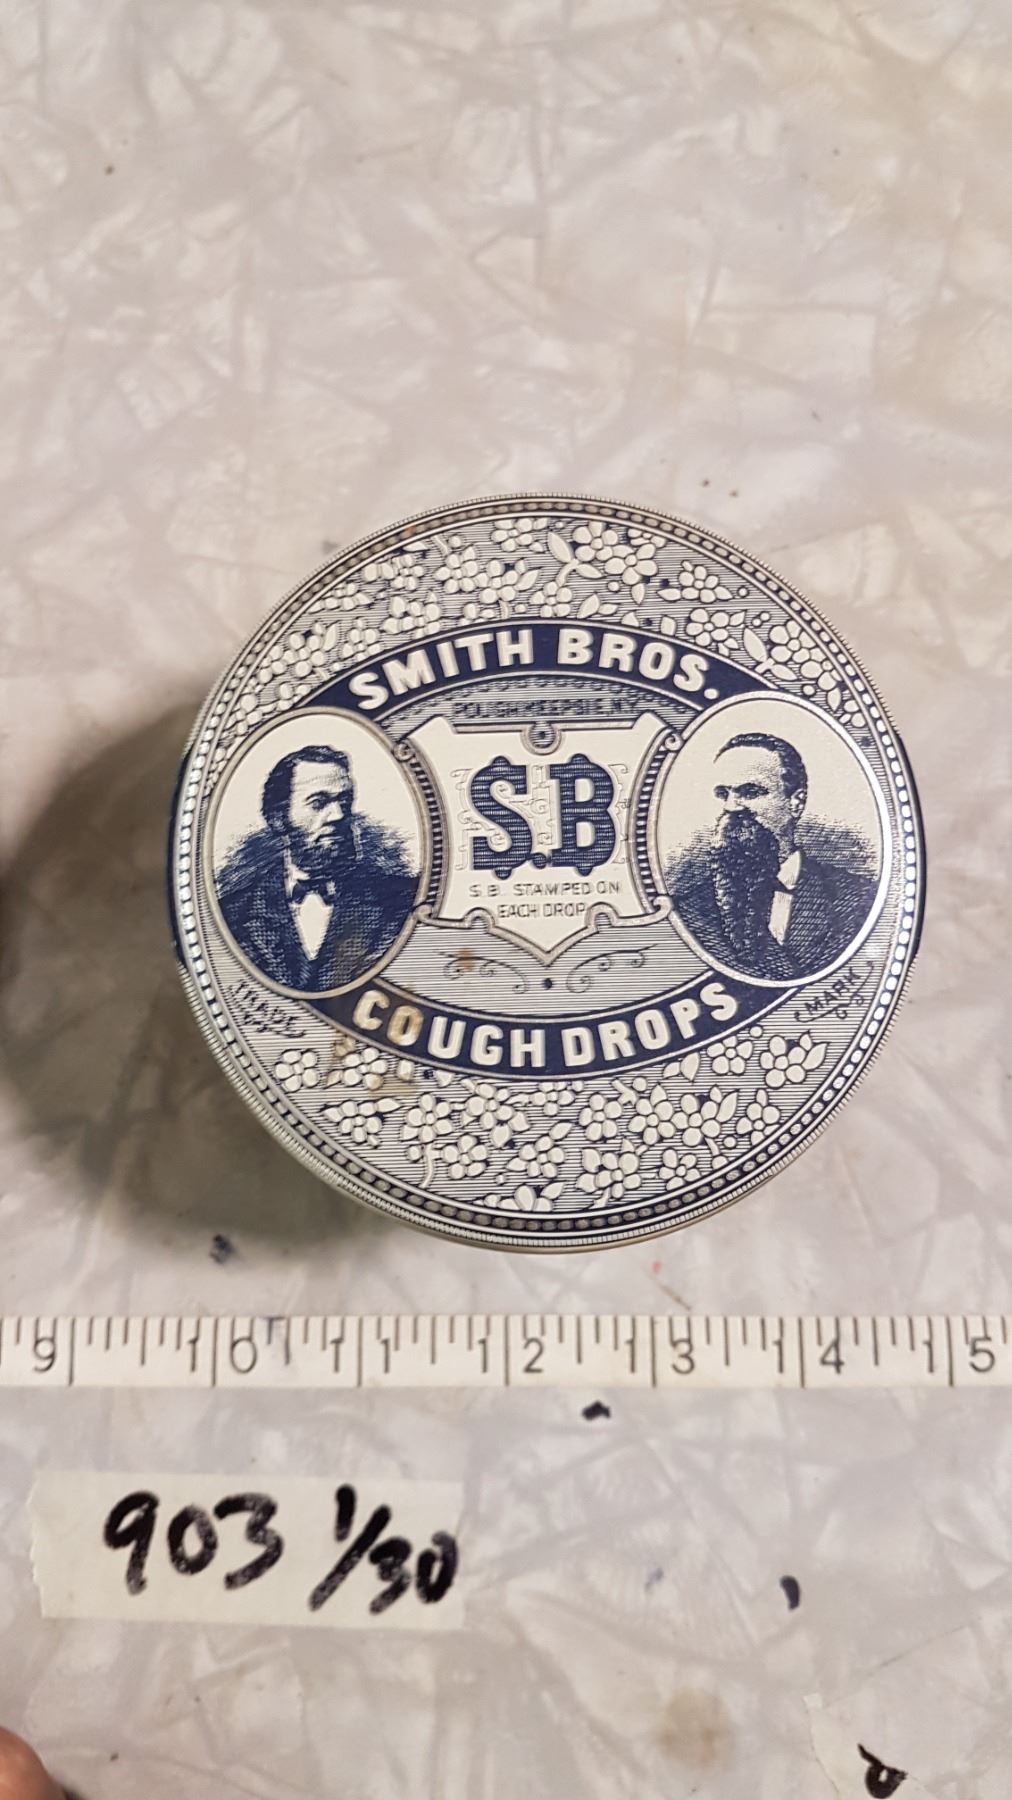 SMITH BROS.
POUGHKEEPSIE, N.Y.
S.B
S.B. STAMPED ON
EACH DROP
TRADE
MARK
COUGH DROPS
9 10 11 12 13 14 15
903 1/30